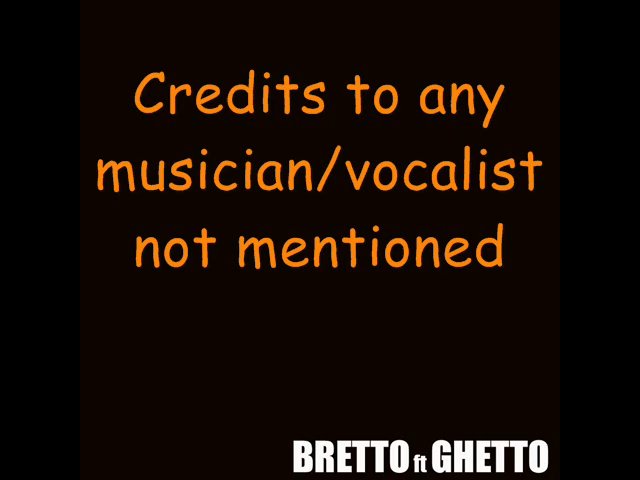 Credits to any
musician/vocalist
not mentioned
BRETTO ft GHETTO